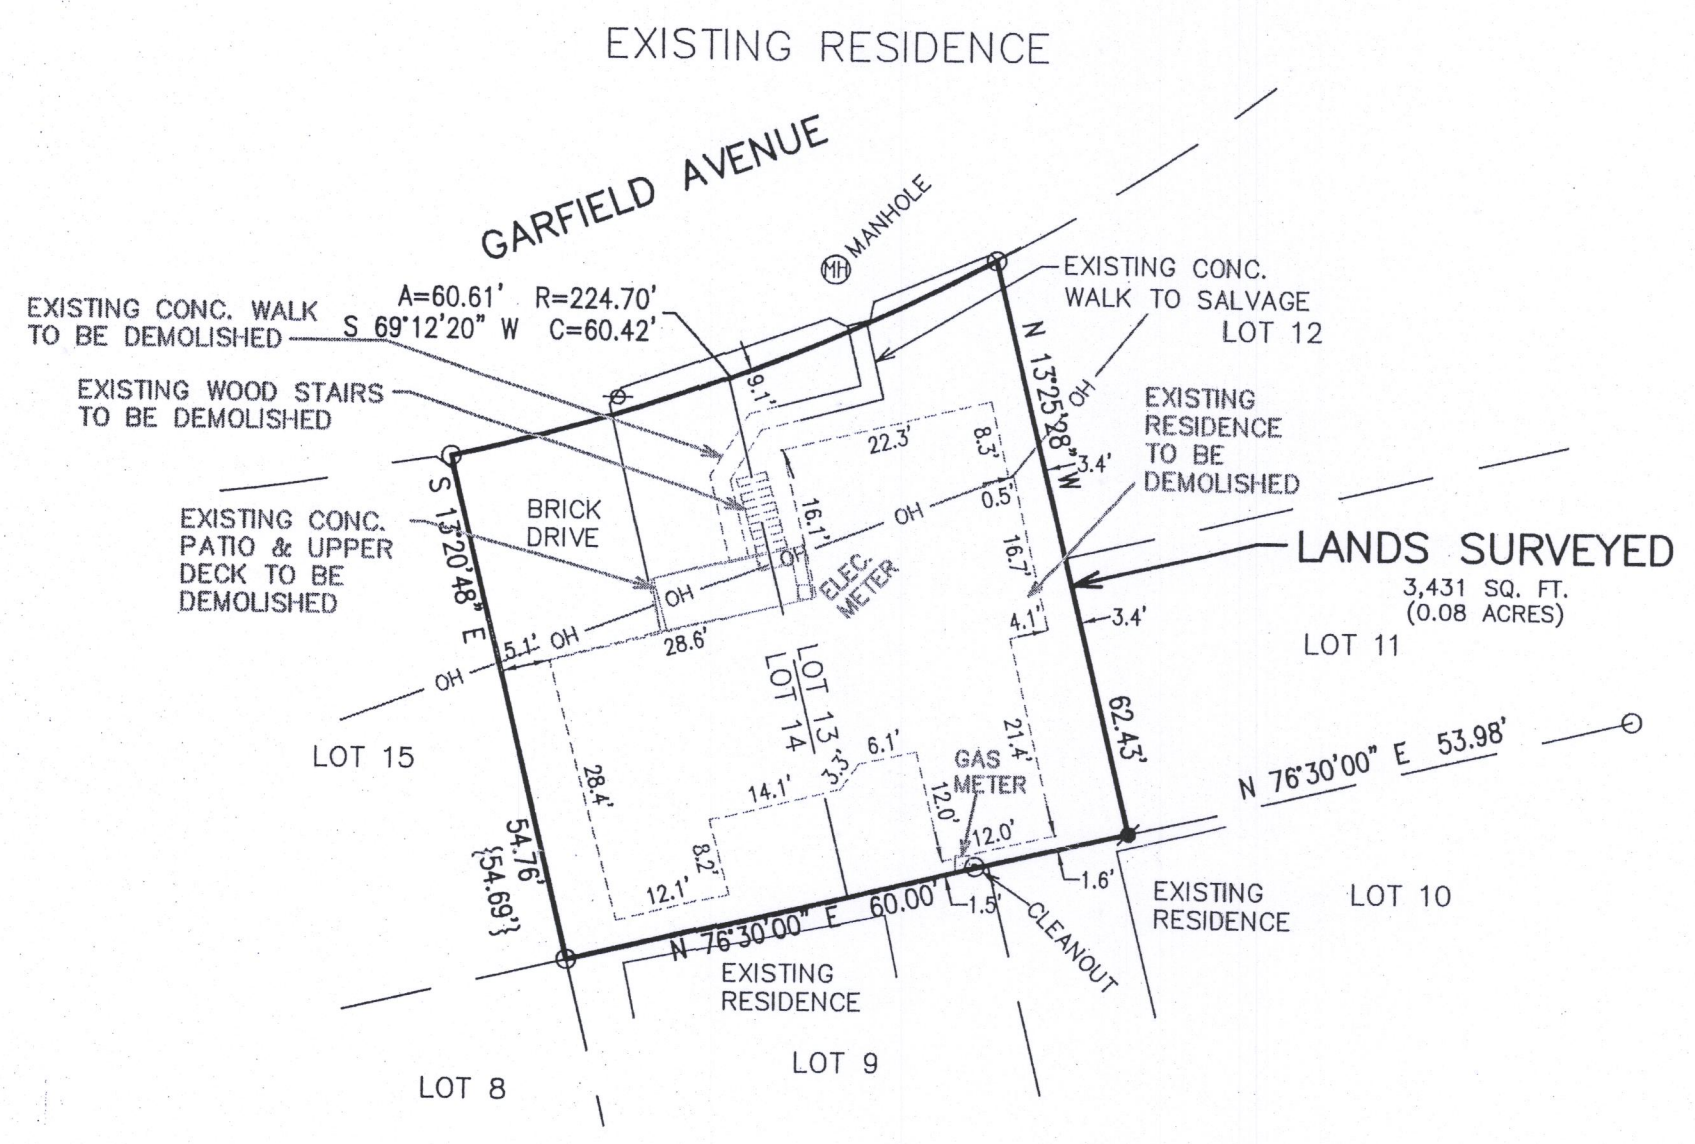 EXISTING RESIDENCE
GARFIELD AVENUE
MH
MANHOLE
EXISTING CONC. WALK
TO BE DEMOLISHED
A=60.61' R=224.70'
S 69°12'20" W C=60.42'
EXISTING CONC.
WALK TO SALVAGE
LOT 12
EXISTING WOOD STAIRS
TO BE DEMOLISHED
9.1'
N 13°25'28" W
OH
EXISTING
RESIDENCE
TO BE
DEMOLISHED
22.3'
8.3'
3.4'
0.5'
S 13°20'48" E
BRICK
DRIVE
16.1'
OH
EXISTING CONC.
PATIO & UPPER
DECK TO BE
DEMOLISHED
OH
ELEC.
METER
16.7'
LANDS SURVEYED
3,431 SQ. FT.
(0.08 ACRES)
OH
4.1'
3.4'
5.1'
OH
28.6'
LOT 11
OH
LOT 13
LOT 14
62.43'
LOT 15
28.4'
14.1'
3.3'
6.1'
21.4'
GAS
METER
N 76°30'00" E 53.98'
12.0'
12.0'
54.76'
{54.69'}
8.2'
12.1'
1.6'
1.5'
N 76°30'00" E 60.00'
CLEANOUT
EXISTING
RESIDENCE
LOT 10
EXISTING
RESIDENCE
LOT 9
LOT 8